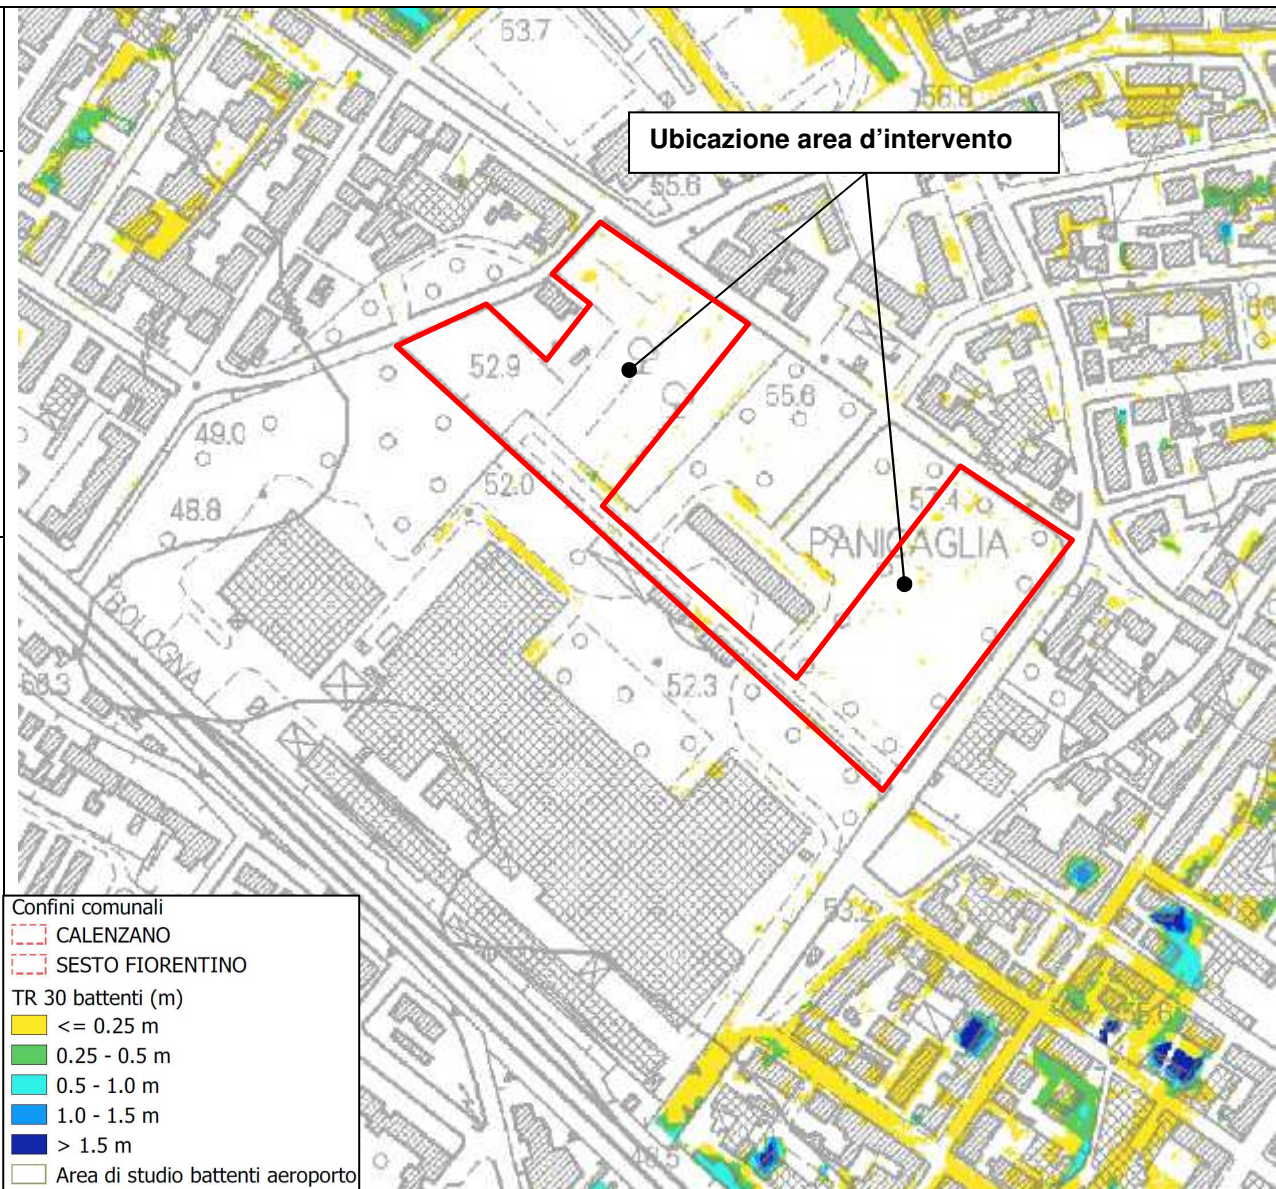 53.7
156.8
Ubicazione area d’intervento
55.6
52.9
55.6
49.0
52.0
48.8
PANICAGLIA
BOLOGNA
52.3
Confini comunali
CALENZANO
SESTO FIORENTINO
TR 30 battenti (m)
<= 0.25 m
0.25 - 0.5 m
0.5 - 1.0 m
1.0 - 1.5 m
> 1.5 m
Area di studio battenti aeroporto